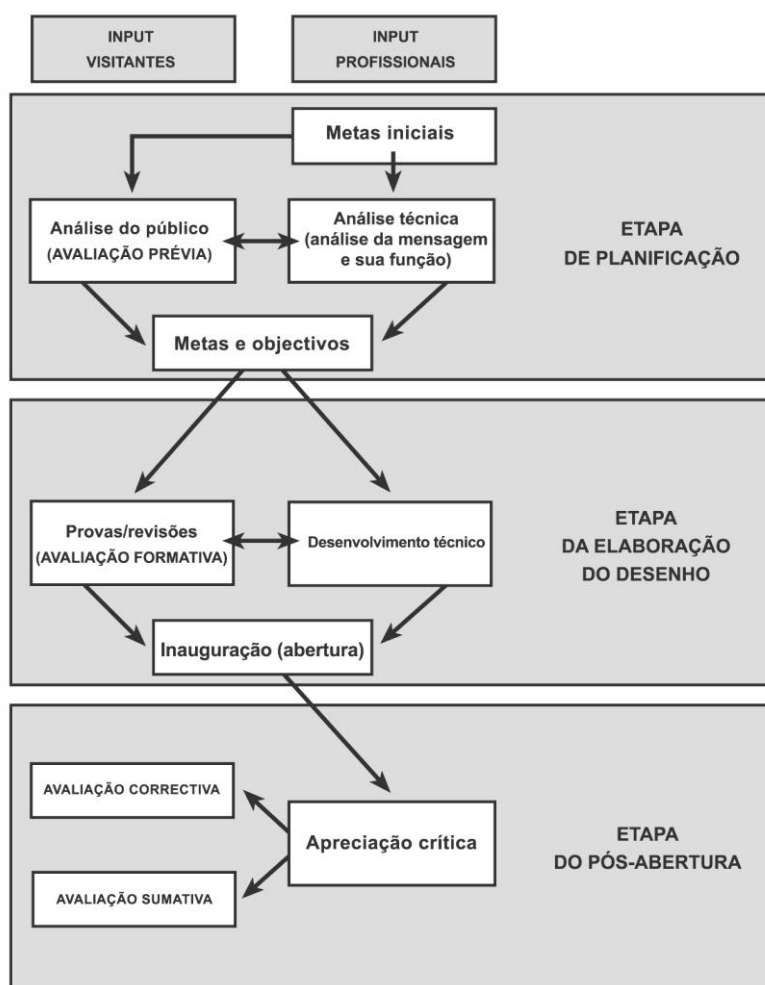 INPUT
VISITANTES
INPUT
PROFISSIONAIS
Metas iniciais
Análise do público
(AVALIAÇÃO PRÉVIA)
Análise técnica
(análise da mensagem
e sua função)
ETAPA
DE PLANIFICAÇÃO
Metas e objectivos
Provas/revisões
(AVALIAÇÃO FORMATIVA)
Desenvolvimento técnico
ETAPA
DA ELABORAÇÃO
DO DESENHO
Inauguração (abertura)
AVALIAÇÃO CORRECTIVA
Apreciação crítica
AVALIAÇÃO SUMATIVA
ETAPA
DO PÓS-ABERTURA